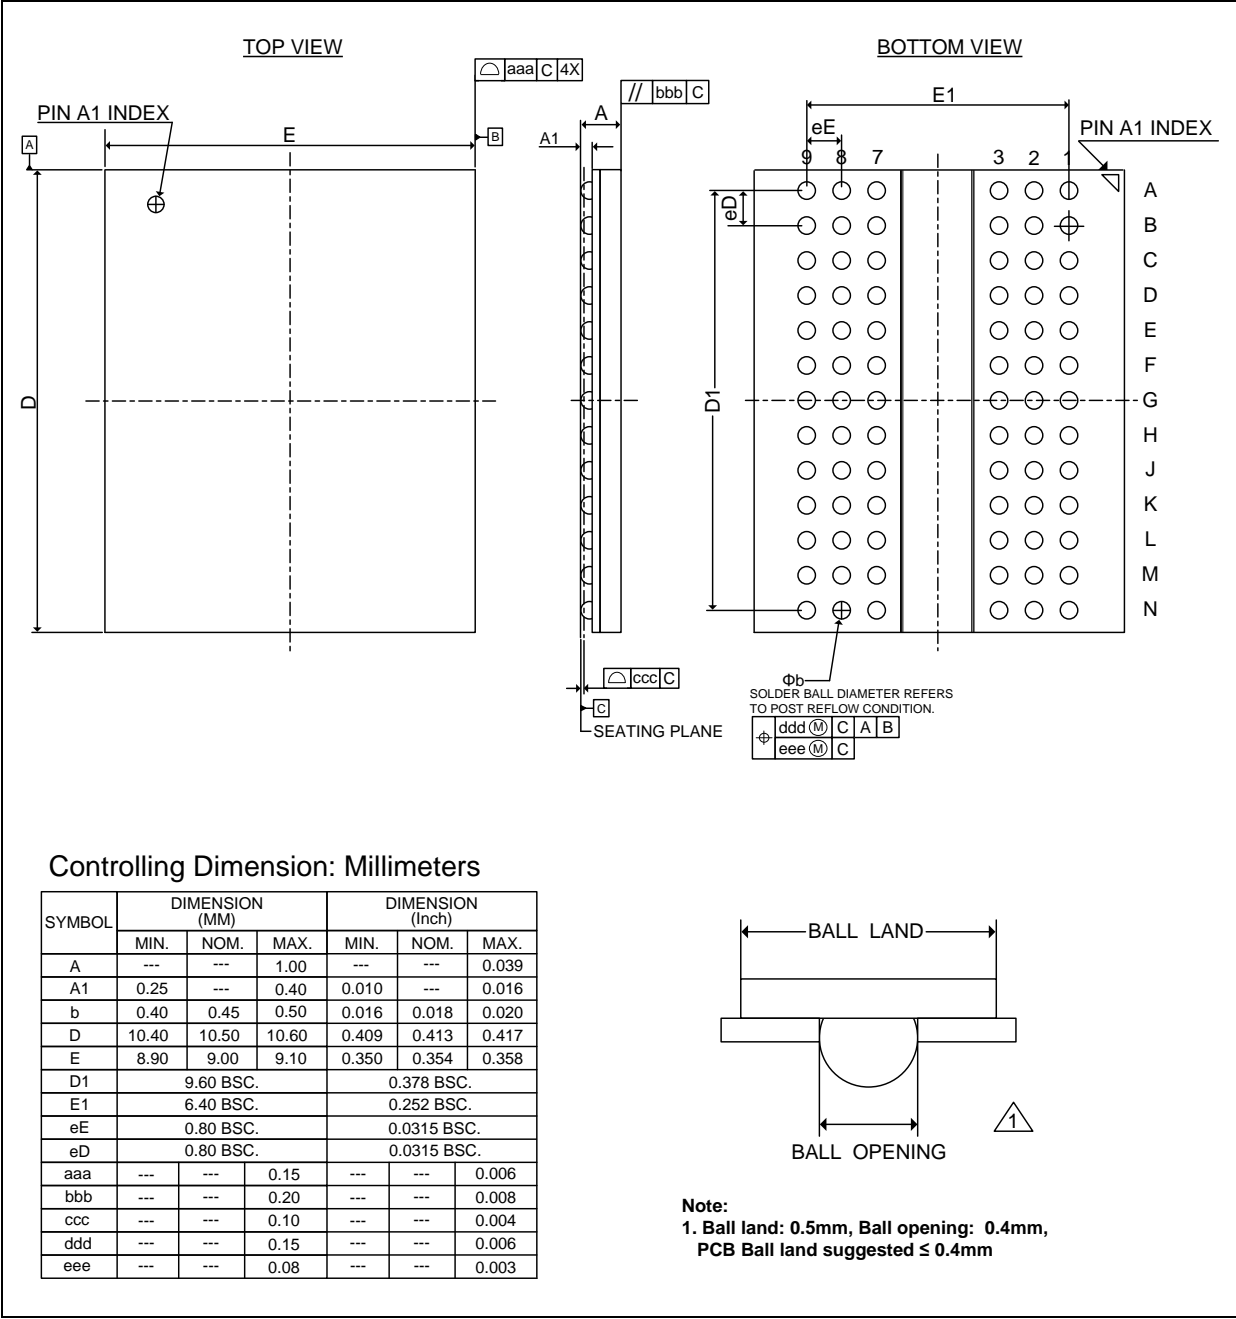 TOP VIEW
BOTTOM VIEW
aaa C 4X
// bbb C
PIN A1 INDEX
E
A
B
A
A1
E1
eE
PIN A1 INDEX
9 8 7 3 2 1
A
B
C
D
E
F
G
H
J
K
L
M
N
eD
D
D1
ccc C
C
SEATING PLANE
Φb
SOLDER BALL DIAMETER REFERS
TO POST REFLOW CONDITION.
ddd M C A B
eee M C
Controlling Dimension: Millimeters
SYMBOL DIMENSION (MM) DIMENSION (Inch)
MIN. NOM. MAX. MIN. NOM. MAX.
A --- --- 1.00 --- --- 0.039
A1 0.25 --- 0.40 0.010 --- 0.016
b 0.40 0.45 0.50 0.016 0.018 0.020
D 10.40 10.50 10.60 0.409 0.413 0.417
E 8.90 9.00 9.10 0.350 0.354 0.358
D1 9.60 BSC. 0.378 BSC.
E1 6.40 BSC. 0.252 BSC.
eE 0.80 BSC. 0.0315 BSC.
eD 0.80 BSC. 0.0315 BSC.
aaa --- --- 0.15 --- --- 0.006
bbb --- --- 0.20 --- --- 0.008
ccc --- --- 0.10 --- --- 0.004
ddd --- --- 0.15 --- --- 0.006
eee --- --- 0.08 --- --- 0.003
BALL LAND
1
BALL OPENING
Note:
1. Ball land: 0.5mm, Ball opening: 0.4mm,
PCB Ball land suggested ≤ 0.4mm